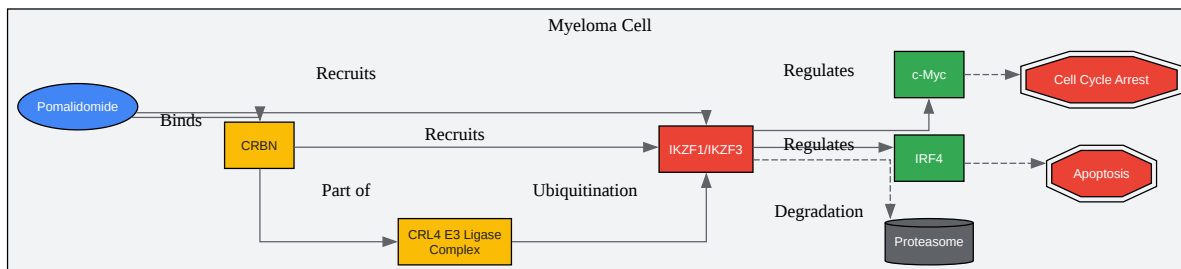 Myeloma Cell
Recruits
Regulates
c-Myc
Cell Cycle Arrest
Pomalidomide
Binds
CRBN
Recruits
IKZF1/IKZF3
Regulates
IRF4
Apoptosis
Part of
Ubiquitination
Degradation
CRL4 E3 Ligase
Complex
Proteasome